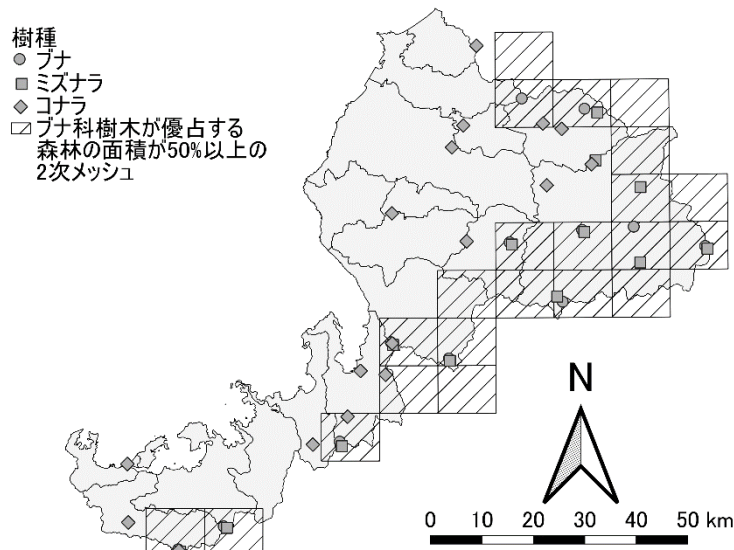 樹種
ブナ
ミズナラ
コナラ
ブナ科樹木が優占する
森林の面積が50%以上の
2次メッシュ
N
0 10 20 30 40 50 km